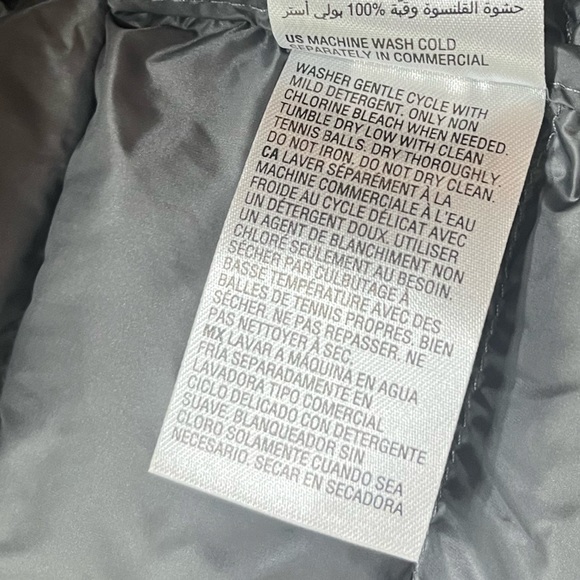 حشوة القلنسوة وقبة 100% بولي أستر
US MACHINE WASH COLD
SEPARATELY IN COMMERCIAL
WASHER GENTLE CYCLE WITH
MILD DETERGENT. ONLY NON
CHLORINE BLEACH WHEN NEEDED.
TUMBLE DRY LOW WITH CLEAN
TENNIS BALLS. DRY THOROUGHLY.
DO NOT IRON. DO NOT DRY CLEAN.
CA LAVER SÉPARÉMENT À LA
MACHINE COMMERCIALE À L'EAU
FROIDE AU CYCLE DÉLICAT AVEC
UN DÉTERGENT DOUX. UTILISER
UN AGENT DE BLANCHIMENT NON
CHLORÉ SEULEMENT AU BESOIN.
SÉCHER PAR CULBUTAGE À
BASSE TEMPÉRATURE AVEC DES
BALLES DE TENNIS PROPRES. BIEN
SÉCHER. NE PAS REPASSER. NE
PAS NETTOYER À SEC.
MX LAVAR A MÁQUINA EN AGUA
FRÍA SEPARADAMENTE EN
LAVADORA TIPO COMERCIAL
CICLO DELICADO CON DETERGENTE
SUAVE. BLANQUEADOR SIN
CLORO SOLAMENTE CUANDO SEA
NECESARIO. SECAR EN SECADORA